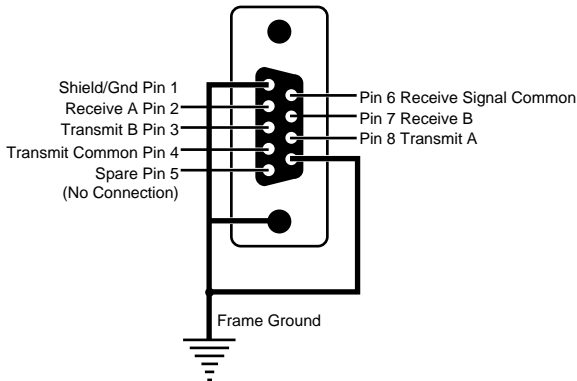 Shield/Gnd Pin 1
Receive A Pin 2
Transmit B Pin 3
Transmit Common Pin 4
Spare Pin 5
(No Connection)
Pin 6 Receive Signal Common
Pin 7 Receive B
Pin 8 Transmit A
Frame Ground